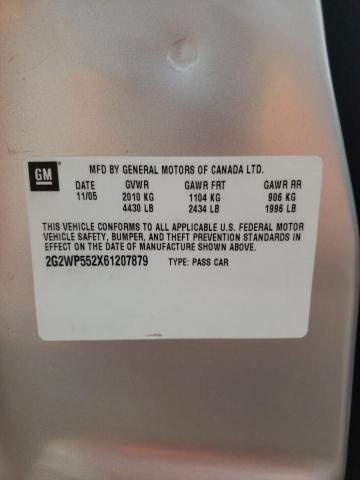 GM
MFD BY GENERAL MOTORS OF CANADA LTD.
DATE GVWR GAWR FRT GAWR RR
11/05 2010 KG 1104 KG 906 KG
4430 LB 2434 LB 1996 LB
THIS VEHICLE CONFORMS TO ALL APPLICABLE U.S. FEDERAL MOTOR
VEHICLE SAFETY, BUMPER, AND THEFT PREVENTION STANDARDS IN
EFFECT ON THE DATE OF MANUFACTURE SHOWN ABOVE.
2G2WP552X61207879 TYPE: PASS CAR